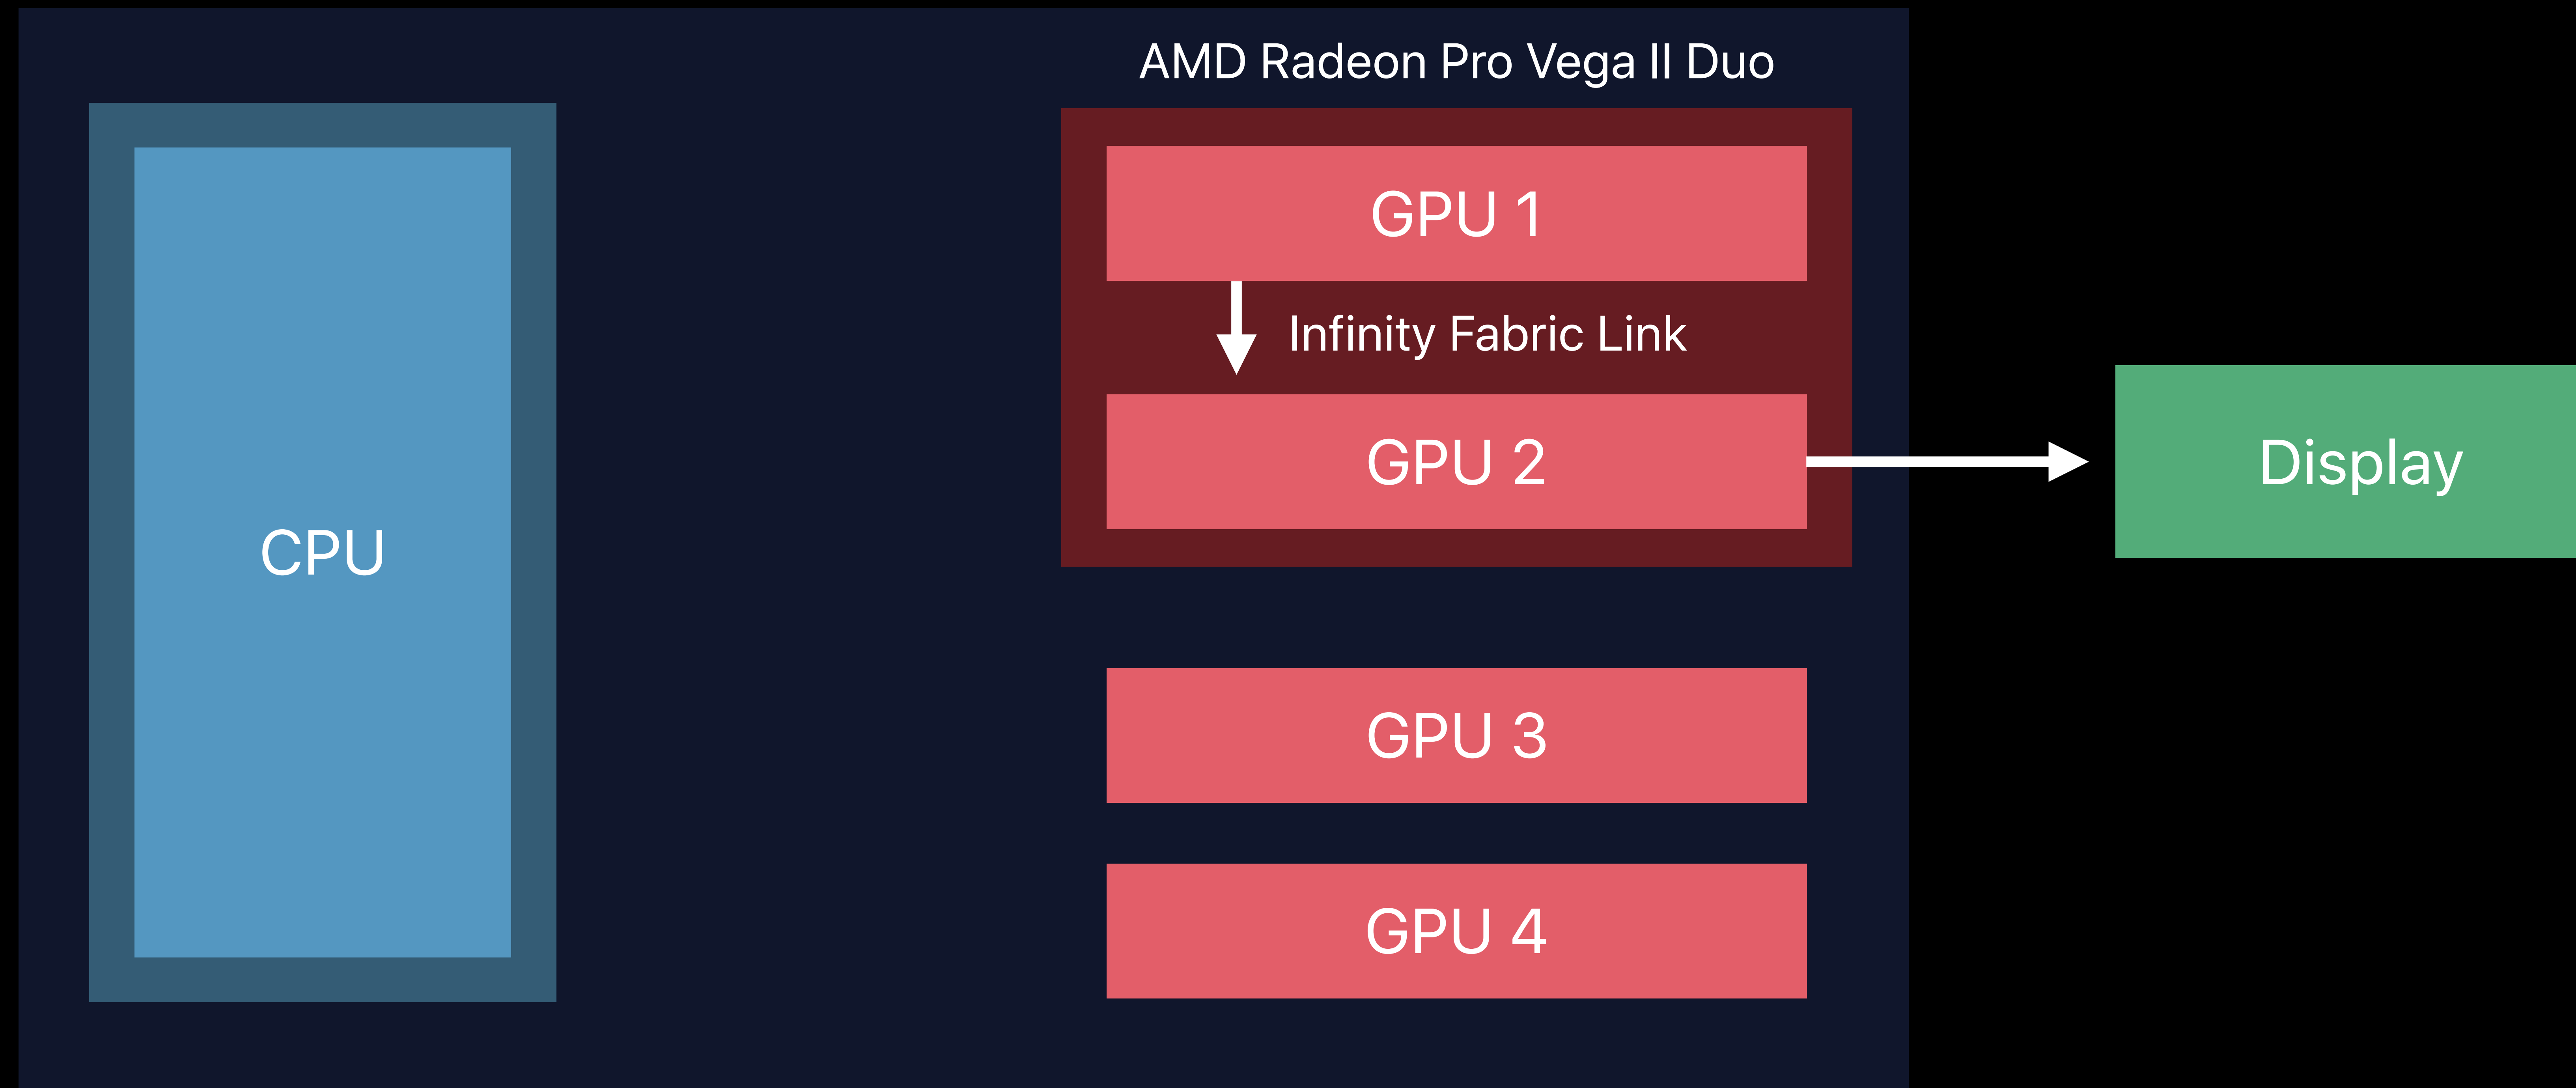 AMD Radeon Pro Vega II Duo
GPU 1
Infinity Fabric Link
GPU 2
Display
CPU
GPU 3
GPU 4